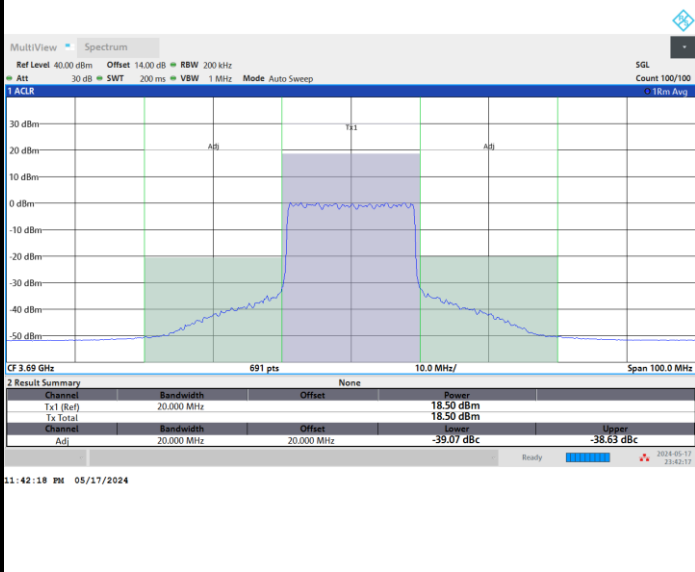 MultiView Spectrum
Ref Level 40.00 dBm Offset 14.00 dB RBW 200 kHz SGL
Att 30 dB SWT 200 ms VBW 1 MHz Mode Auto Sweep Count 100/100
1 ACLR 1Rm Avg
30 dBm
Tx1
20 dBm
Adj Adj
10 dBm
0 dBm
-10 dBm
-20 dBm
-30 dBm
-40 dBm
-50 dBm
CF 3.69 GHz 691 pts 10.0 MHz/ Span 100.0 MHz
2 Result Summary None
Channel Bandwidth Offset Power
Tx1 (Ref) 20.000 MHz 18.50 dBm
Tx Total 18.50 dBm
Channel Bandwidth Offset Lower Upper
Adj 20.000 MHz 20.000 MHz -39.07 dBc -38.63 dBc
Ready 2024-05-17
23:42:17
11:42:18 PM 05/17/2024